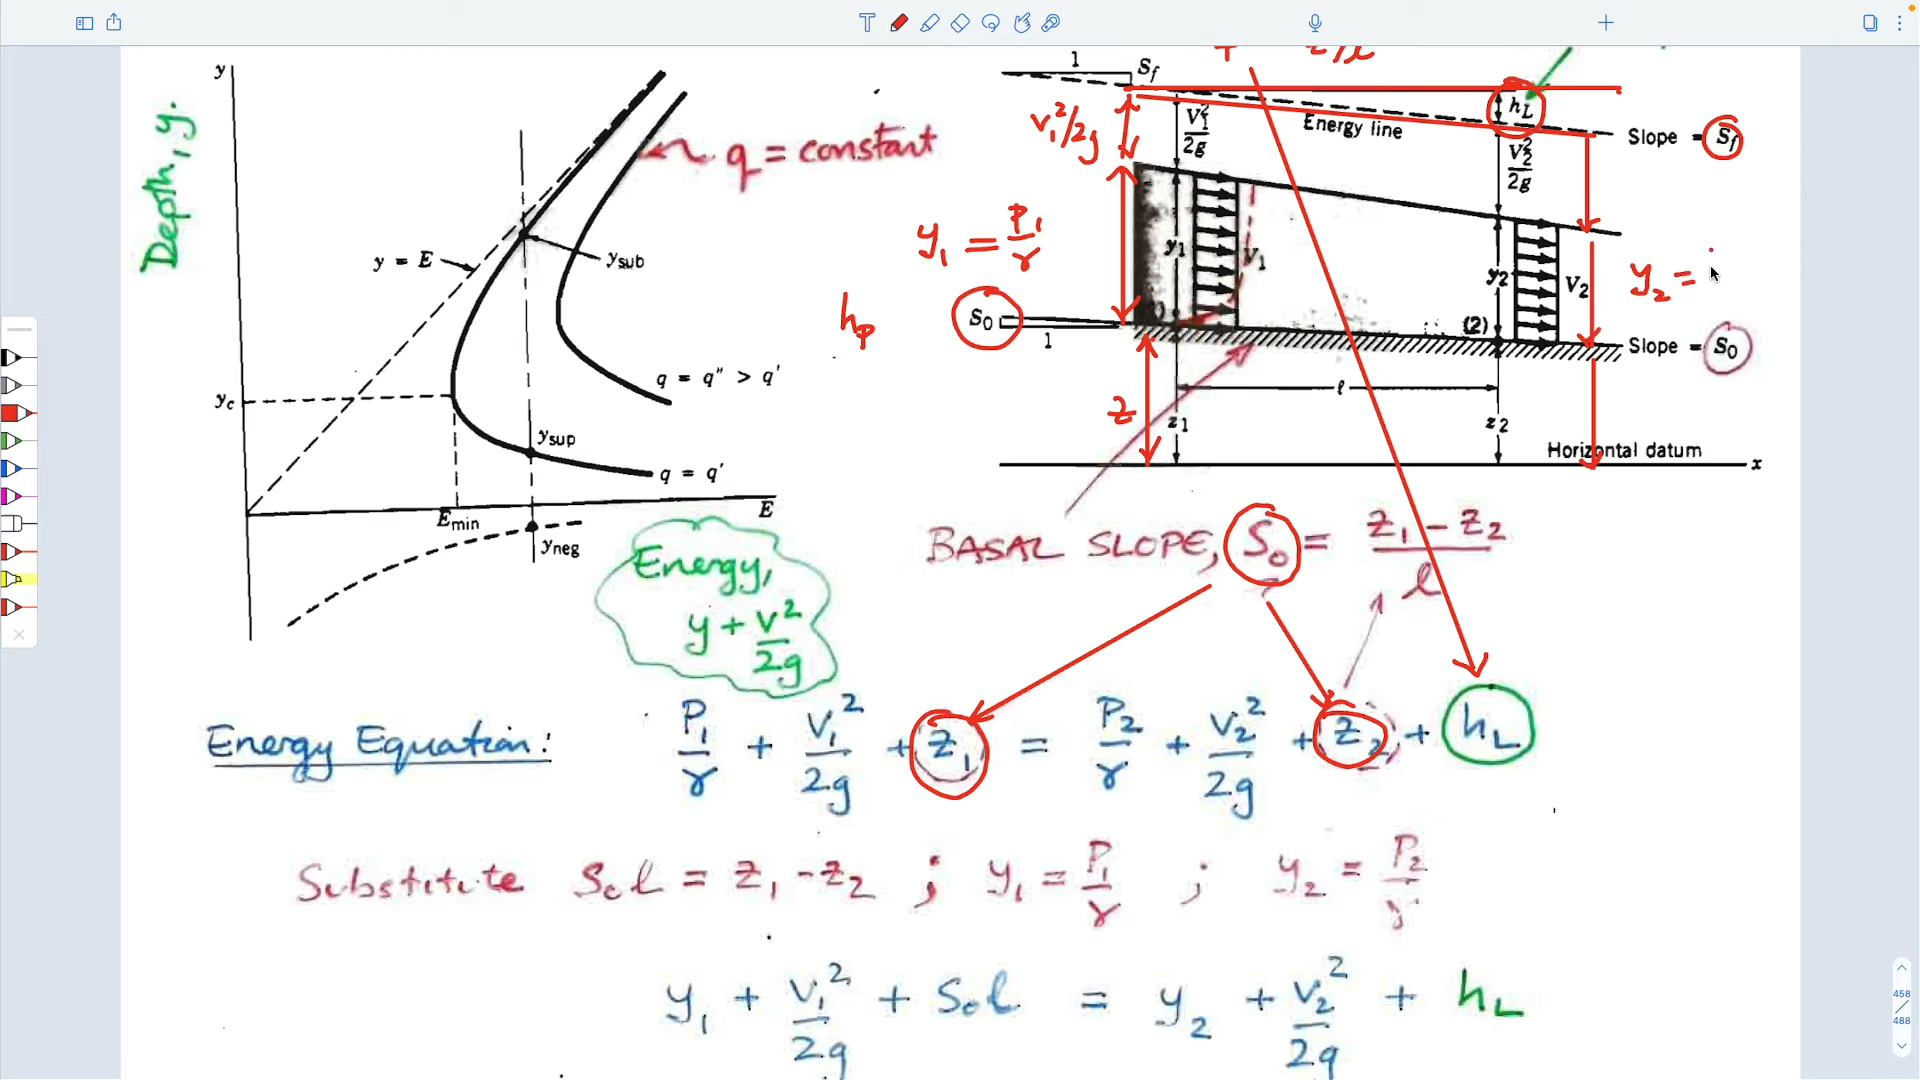 y
Depth, y.
q = constant
y = E
ysub
q = q" > q'
yc
ysup
q = q'
Emin
E
yneg
Energy,
y + V²/2g
1
Sf
V₁²/2g
V₁²/2g
Energy line
hL
Slope = Sf
V₂²/2g
y₁ = P₁/γ
y₁
V₁
y₂
V₂
y₂ =
hp
S₀
1
(2)
Slope = S₀
z
z₁
ℓ
z₂
Horizontal datum
x
BASAL SLOPE, S₀ = z₁ - z₂ / l
Energy Equation: P₁/γ + V₁²/2g + z₁ = P₂/γ + V₂²/2g + z₂ + hL
Substitute S₀l = z₁ - z₂ ; y₁ = P₁/γ ; y₂ = P₂/γ
y₁ + V₁²/2g + S₀l = y₂ + V₂²/2g + hL
458
/
488